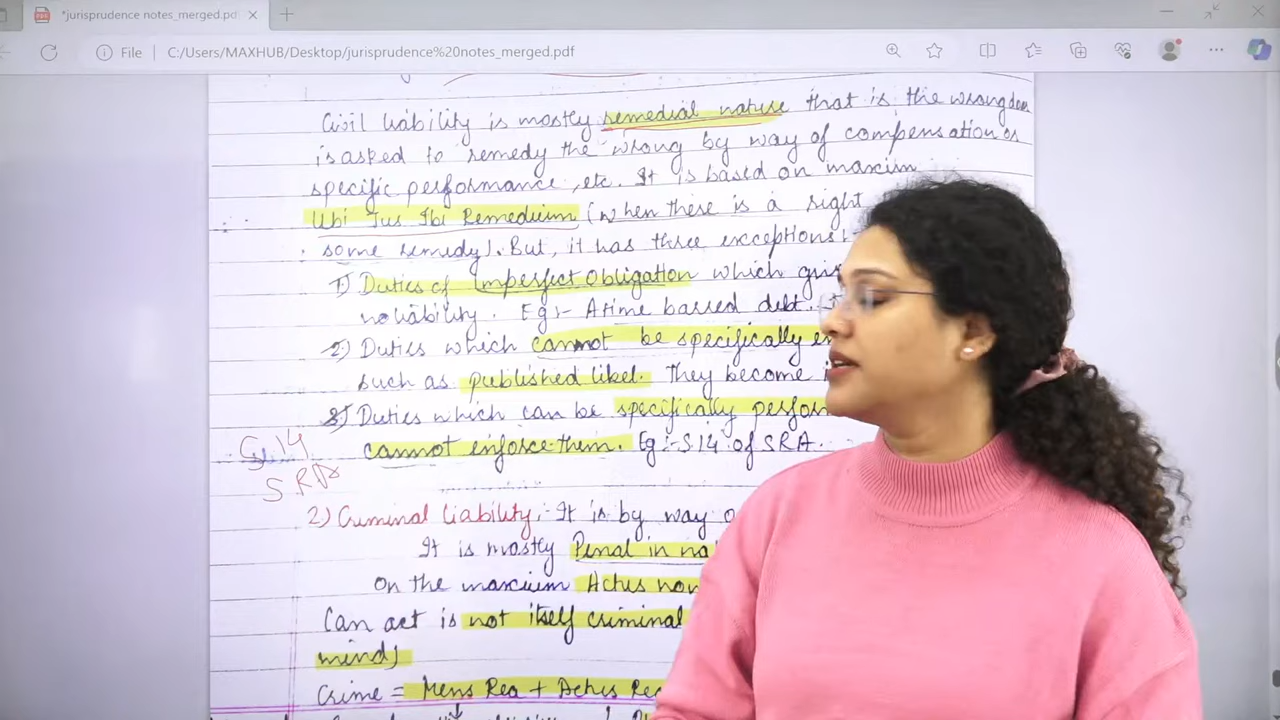 *jurisprudence notes_merged.pd
File C:/Users/MAXHUB/Desktop/jurisprudence%20notes_merged.pdf
Civil liability is mostly remedial nature that is the wrongdoer
is asked to remedy the wrong by way of compensation or
specific performance, etc. It is based on maxium
Ubi Jus Ibi Remedium (when there is a right
some remedy). But, it has three exceptions:
1) Duties of Imperfect Obligation which give
no liability. Eg:- A time barred debt.
2) Duties which cannot be specifically
such as published libel. They become
3) Duties which can be specifically perfor
cannot enforce them. Eg:- S14 of SRA.
S.14
SRA
2) Criminal liability:- It is by way o
It is mostly Penal in na
on the maxium Actus non
(an act is not itself criminal
mind)
Crime = Mens Rea + Actus Rea